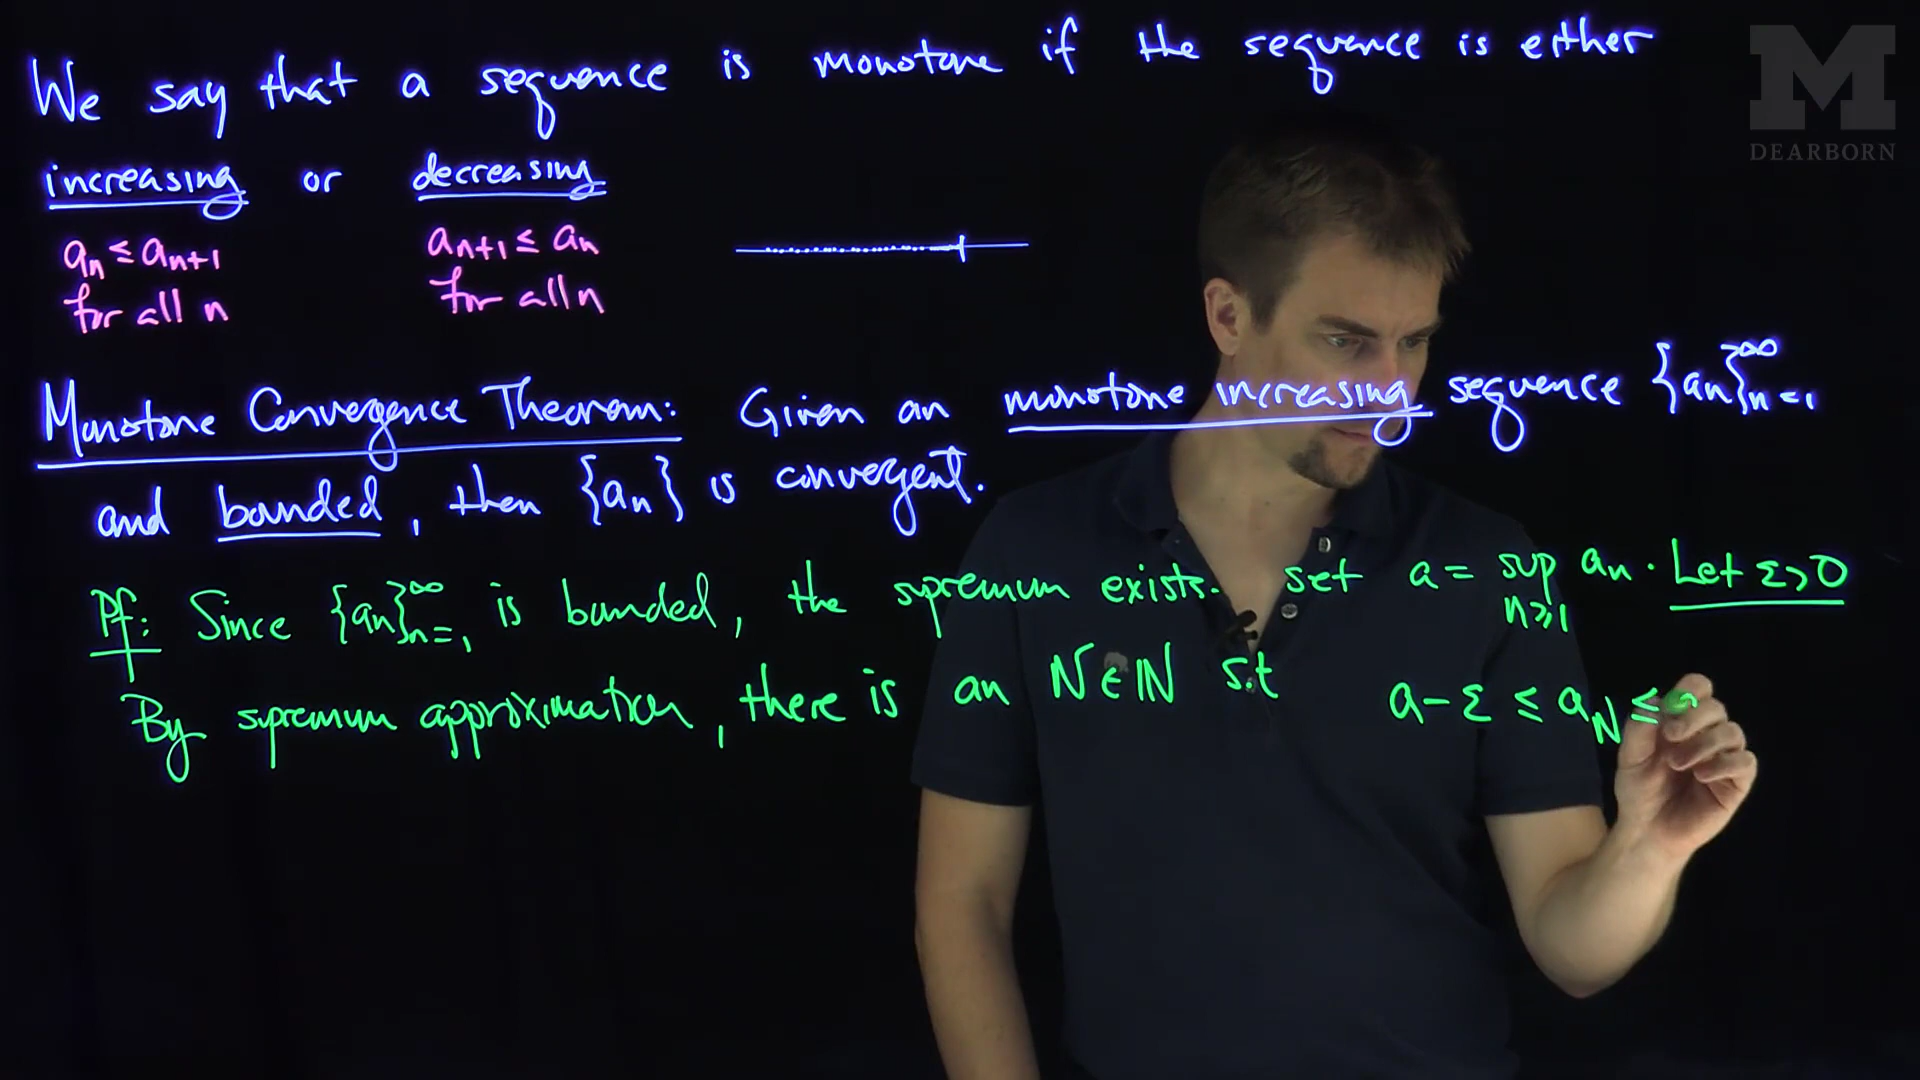 We say that a sequence is monotone if the sequence is either
increasing or decreasing
aₙ ≤ aₙ₊₁ aₙ₊₁ ≤ aₙ
for all n for all n
Monotone Convergence Theorem: Given an monotone increasing sequence {aₙ}ₙ₌₁^∞
and bounded, then {aₙ} is convergent.
Pf: Since {aₙ}ₙ₌₁^∞ is bounded, the supremum exists. Set a = sup aₙ. Let ε>0
n≥1
By supremum approximation, there is an N∈ℕ s.t a-ε ≤ a_N ≤
M
DEARBORN